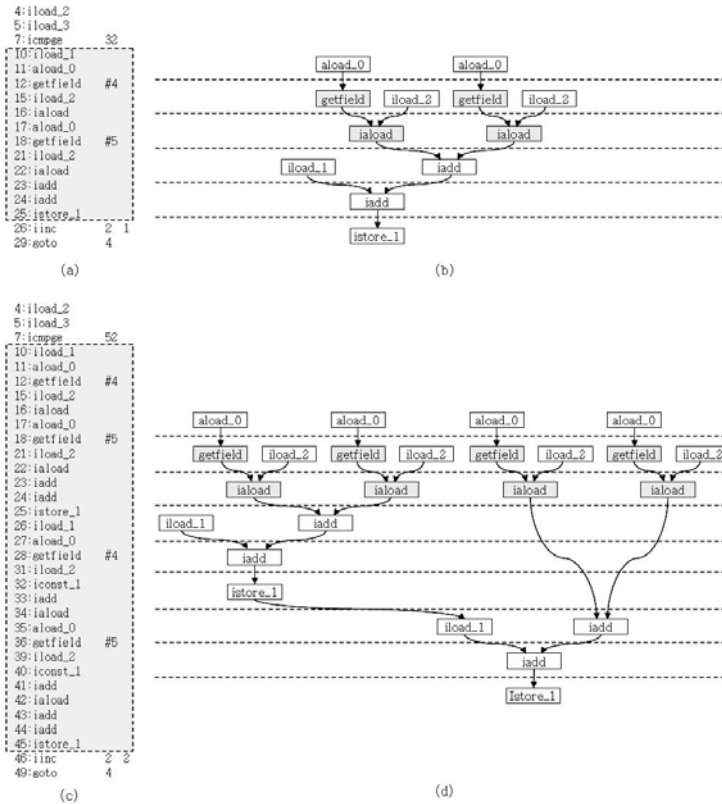 4:iload_2
5:iload_3
7:icmpge 32
10:iload_1
11:aload_0
12:getfield #4
15:iload_2
16:iaload
17:aload_0
18:getfield #5
21:iload_2
22:iaload
23:iadd
24:iadd
25:istore_1
26:iinc 2 1
29:goto 4
(a)
aload_0 aload_0
getfield iload_2 getfield iload_2
iaload iaload
iload_1 iadd
iadd
istore_1
(b)
4:iload_2
5:iload_3
7:icmpge 52
10:iload_1
11:aload_0
12:getfield #4
15:iload_2
16:iaload
17:aload_0
18:getfield #5
21:iload_2
22:iaload
23:iadd
24:iadd
25:istore_1
26:iload_1
27:aload_0
28:getfield #4
31:iload_2
32:iconst_1
33:iadd
34:iaload
35:aload_0
36:getfield #5
39:iload_2
40:iconst_1
41:iadd
42:iaload
43:iadd
44:iadd
45:istore_1
46:iinc 2 2
49:goto 4
(c)
aload_0 aload_0 aload_0 aload_0
getfield iload_2 getfield iload_2 getfield iload_2 getfield iload_2
iaload iaload iaload iaload
iload_1 iadd
iadd
istore_1
iload_1 iadd
iadd
Istore_1
(d)